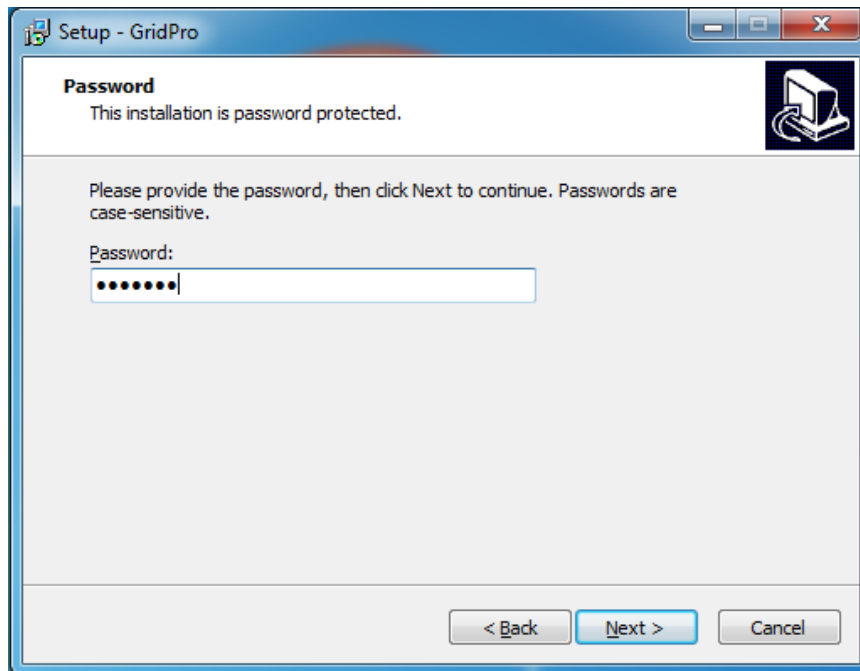 Setup - GridPro
Password
This installation is password protected.
Please provide the password, then click Next to continue. Passwords are
case-sensitive.
Password:
•••••••
< Back
Next >
Cancel